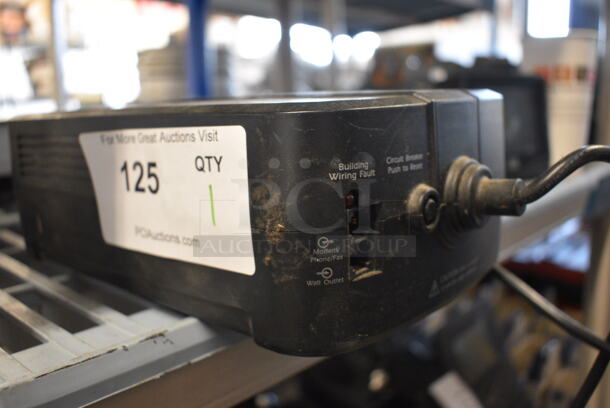 For More Great Auctions Visit
125
QTY
1
PCIAuctions.com
Building
Wiring Fault
Circuit Breaker
Push to Reset
Modem/
Phone/Fax
Wall Outlet
PCI
AUCTION GROUP